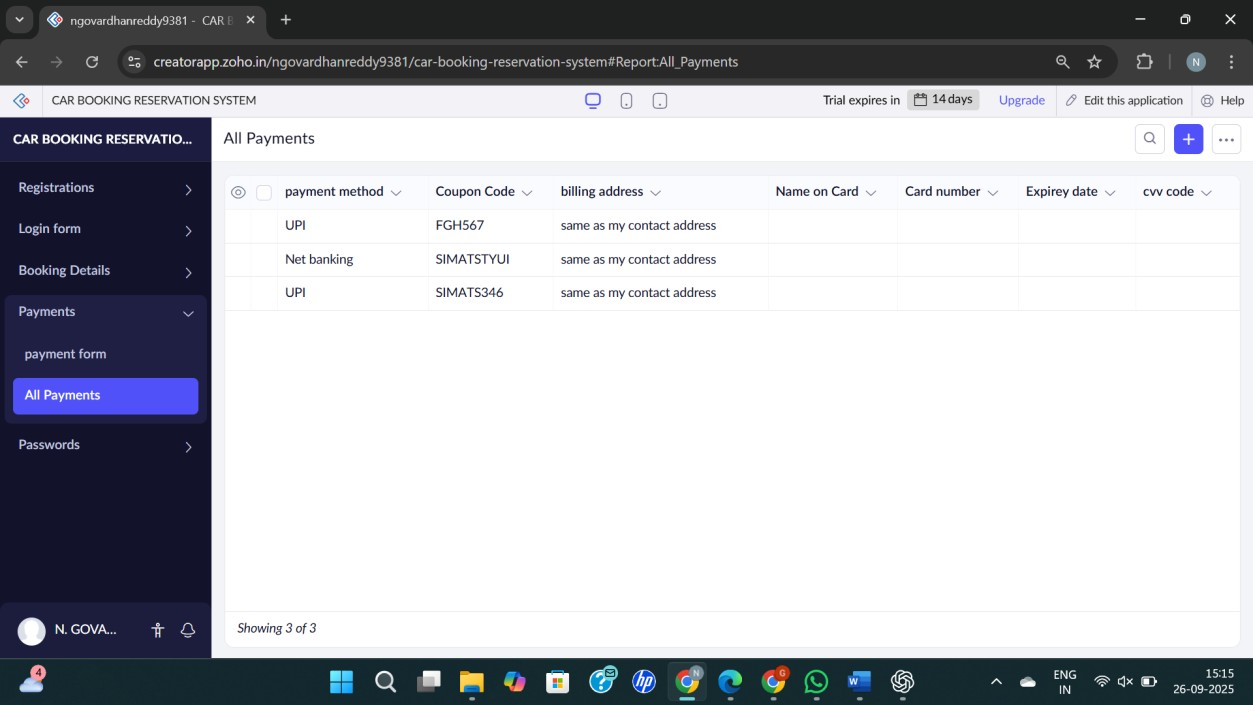 ngovardhanreddy9381 - CAR B
creatorapp.zoho.in/ngovardhanreddy9381/car-booking-reservation-system#Report:All_Payments
N
CAR BOOKING RESERVATION SYSTEM
Trial expires in 14 days Upgrade Edit this application Help
CAR BOOKING RESERVATIO...
All Payments
Registrations
Login form
Booking Details
Payments
payment form
All Payments
Passwords
N. GOVA...
payment method Coupon Code billing address Name on Card Card number Expirey date cvv code
UPI FGH567 same as my contact address
Net banking SIMATSTYUI same as my contact address
UPI SIMATS346 same as my contact address
Showing 3 of 3
4
hp
N
G
W
ENG
IN
15:15
26-09-2025